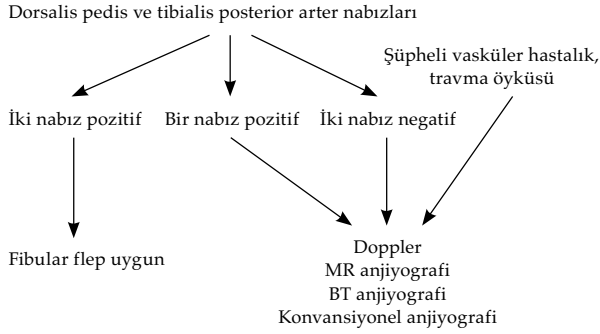 Dorsalis pedis ve tibialis posterior arter nabızları
Şüpheli vasküler hastalık,
travma öyküsü
İki nabız pozitif
Bir nabız pozitif
İki nabız negatif
Fibular flep uygun
Doppler
MR anjiyografi
BT anjiyografi
Konvansiyonel anjiyografi